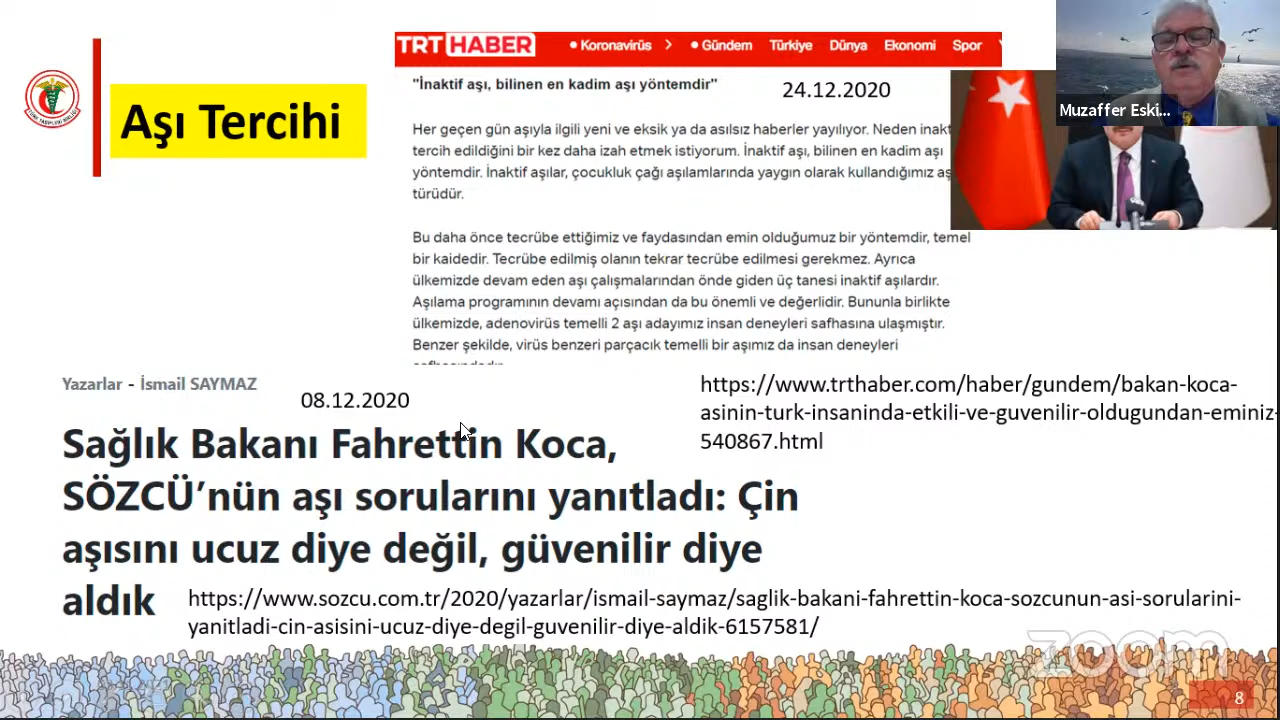 TRT HABER
Koronavirüs
Gündem
Türkiye
Dünya
Ekonomi
Spor
Muzaffer Eski...
TÜRK TABİPLERİ BİRLİĞİ
Aşı Tercihi
"İnaktif aşı, bilinen en kadim aşı yöntemdir"
24.12.2020
Her geçen gün aşıyla ilgili yeni ve eksik ya da asılsız haberler yayılıyor. Neden
tercih edildiğini bir kez daha izah etmek istiyorum. İnaktif aşı, bilinen en kadim aşı
yöntemdir. İnaktif aşılar, çocukluk çağı aşılamlarında yaygın olarak kullandığımız
türüdür.
Bu daha önce tecrübe ettiğimiz ve faydasından emin olduğumuz bir yöntemdir, temel
bir kaidedir. Tecrübe edilmiş olanın tekrar tecrübe edilmesi gerekmez. Ayrıca
ülkemizde devam eden aşı çalışmalarından önde giden üç tanesi inaktif aşılardır.
Aşılama programının devamı açısından da bu önemli ve değerlidir. Bununla birlikte
ülkemizde, adenovirüs temelli 2 aşı adayımız insan deneyleri safhasına ulaşmıştır.
Benzer şekilde, virüs benzeri parçacık temelli bir aşımız da insan deneyleri
https://www.trthaber.com/haber/gundem/bakan-koca-
asinin-turk-insaninda-etkili-ve-guvenilir-oldugundan-eminiz
540867.html
Yazarlar - İsmail SAYMAZ
08.12.2020
Sağlık Bakanı Fahrettin Koca,
SÖZCÜ’nün aşı sorularını yanıtladı: Çin
aşısını ucuz diye değil, güvenilir diye
aldık
https://www.sozcu.com.tr/2020/yazarlar/ismail-saymaz/saglik-bakani-fahrettin-koca-sozcunun-asi-sorularini-
yanitladi-cin-asisini-ucuz-diye-degil-guvenilir-diye-aldik-6157581/
zoom
8